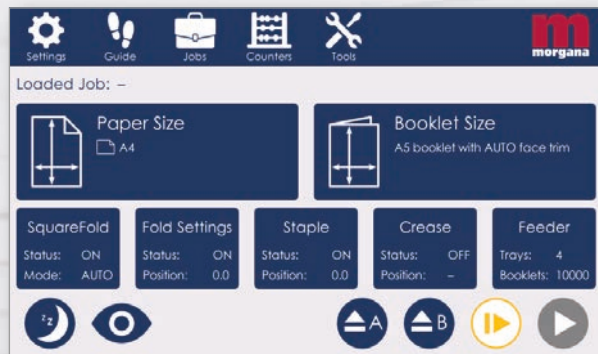 Settings Guide Jobs Counters Tools
morgana
Loaded Job: –
Paper Size
A4
Booklet Size
A5 booklet with AUTO face trim
SquareFold
Status: ON
Mode: AUTO
Fold Settings
Status: ON
Position: 0.0
Staple
Status: ON
Position: 0.0
Crease
Status: OFF
Position: –
Feeder
Trays: 4
Booklets: 10000
zz
A
B